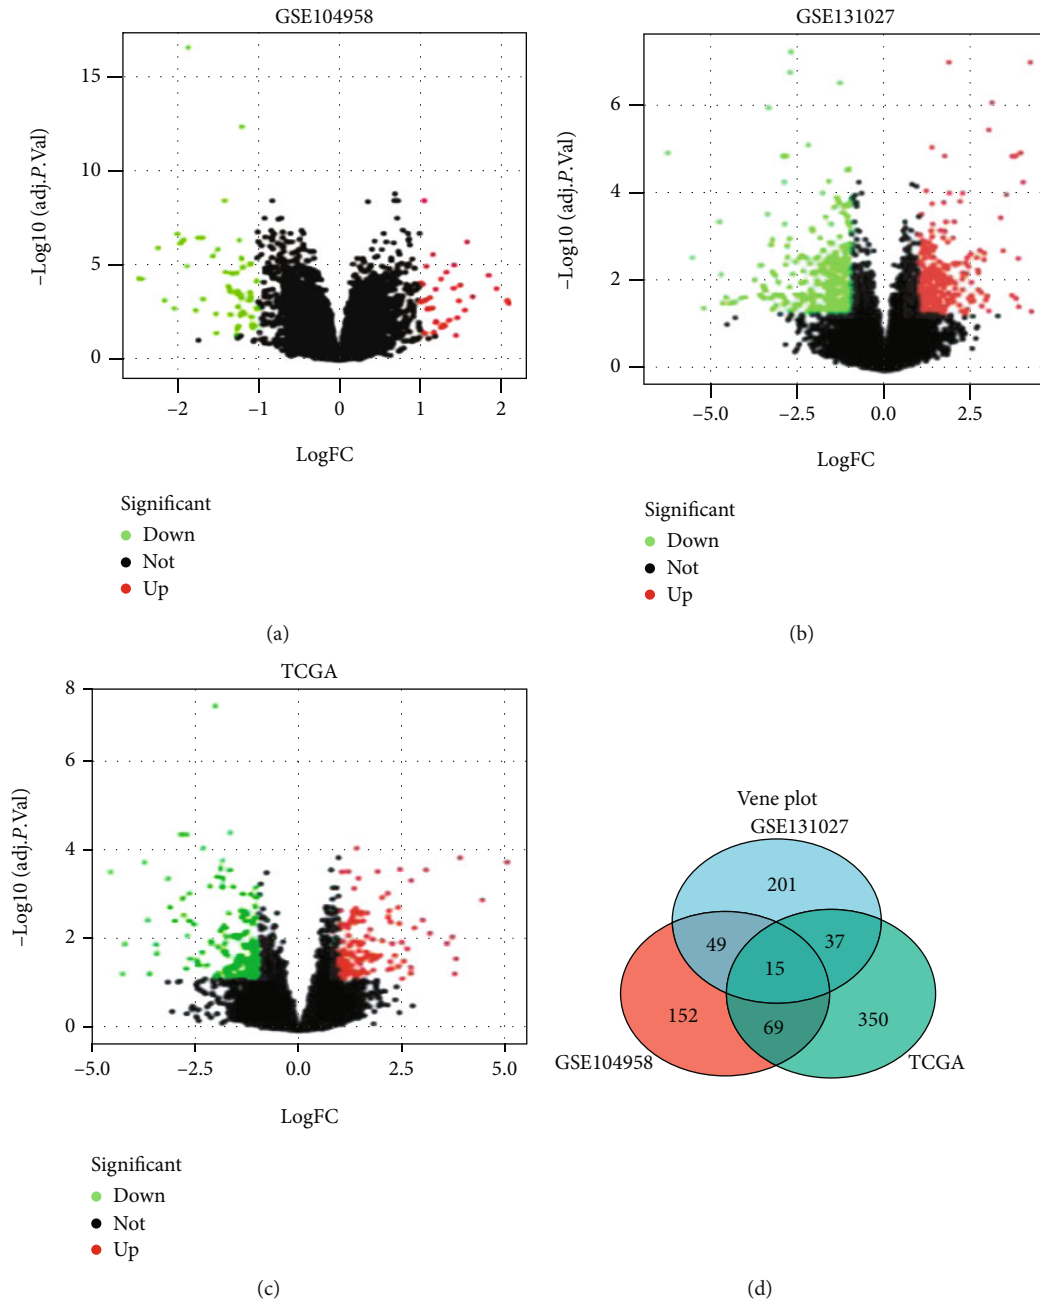 GSE104958
−Log10 (adj.P.Val)
15
10
5
0
−2 −1 0 1 2
LogFC
Significant
Down
Not
Up
(a)
GSE131027
−Log10 (adj.P.Val)
6
4
2
0
−5.0 −2.5 0.0 2.5
LogFC
Significant
Down
Not
Up
(b)
TCGA
−Log10 (adj.P.Val)
8
6
4
2
0
−5.0 −2.5 0.0 2.5 5.0
LogFC
Significant
Down
Not
Up
(c)
Vene plot
GSE131027
201
49 37
15
152 69 350
GSE104958 TCGA
(d)